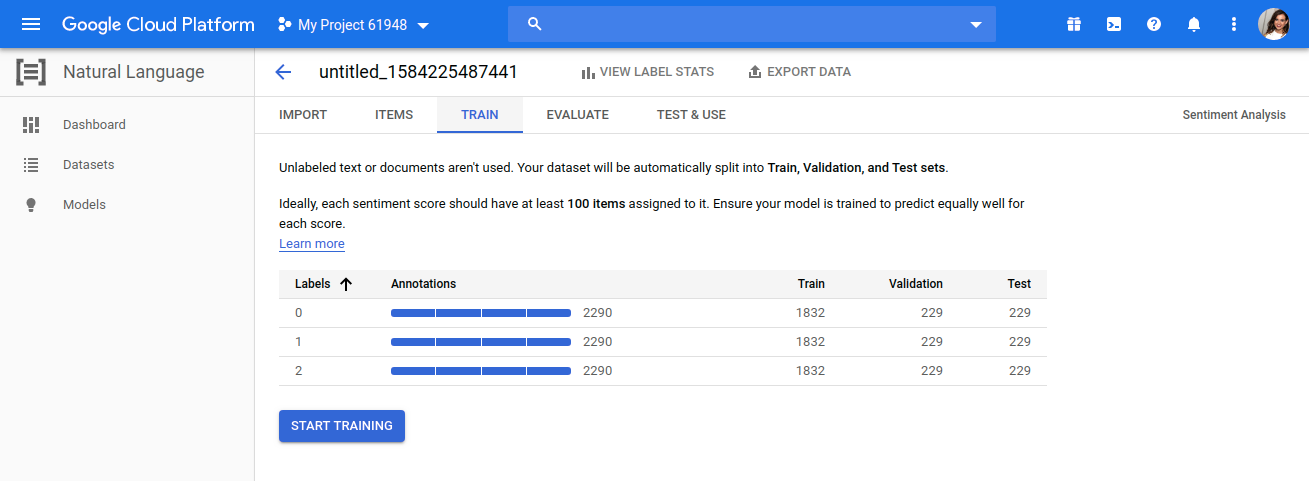 Google Cloud Platform My Project 61948
Natural Language untitled_1584225487441 VIEW LABEL STATS EXPORT DATA
IMPORT ITEMS TRAIN EVALUATE TEST & USE Sentiment Analysis
Dashboard
Datasets
Models
Unlabeled text or documents aren't used. Your dataset will be automatically split into Train, Validation, and Test sets.
Ideally, each sentiment score should have at least 100 items assigned to it. Ensure your model is trained to predict equally well for
each score.
Learn more
Labels Annotations Train Validation Test
0 2290 1832 229 229
1 2290 1832 229 229
2 2290 1832 229 229
START TRAINING